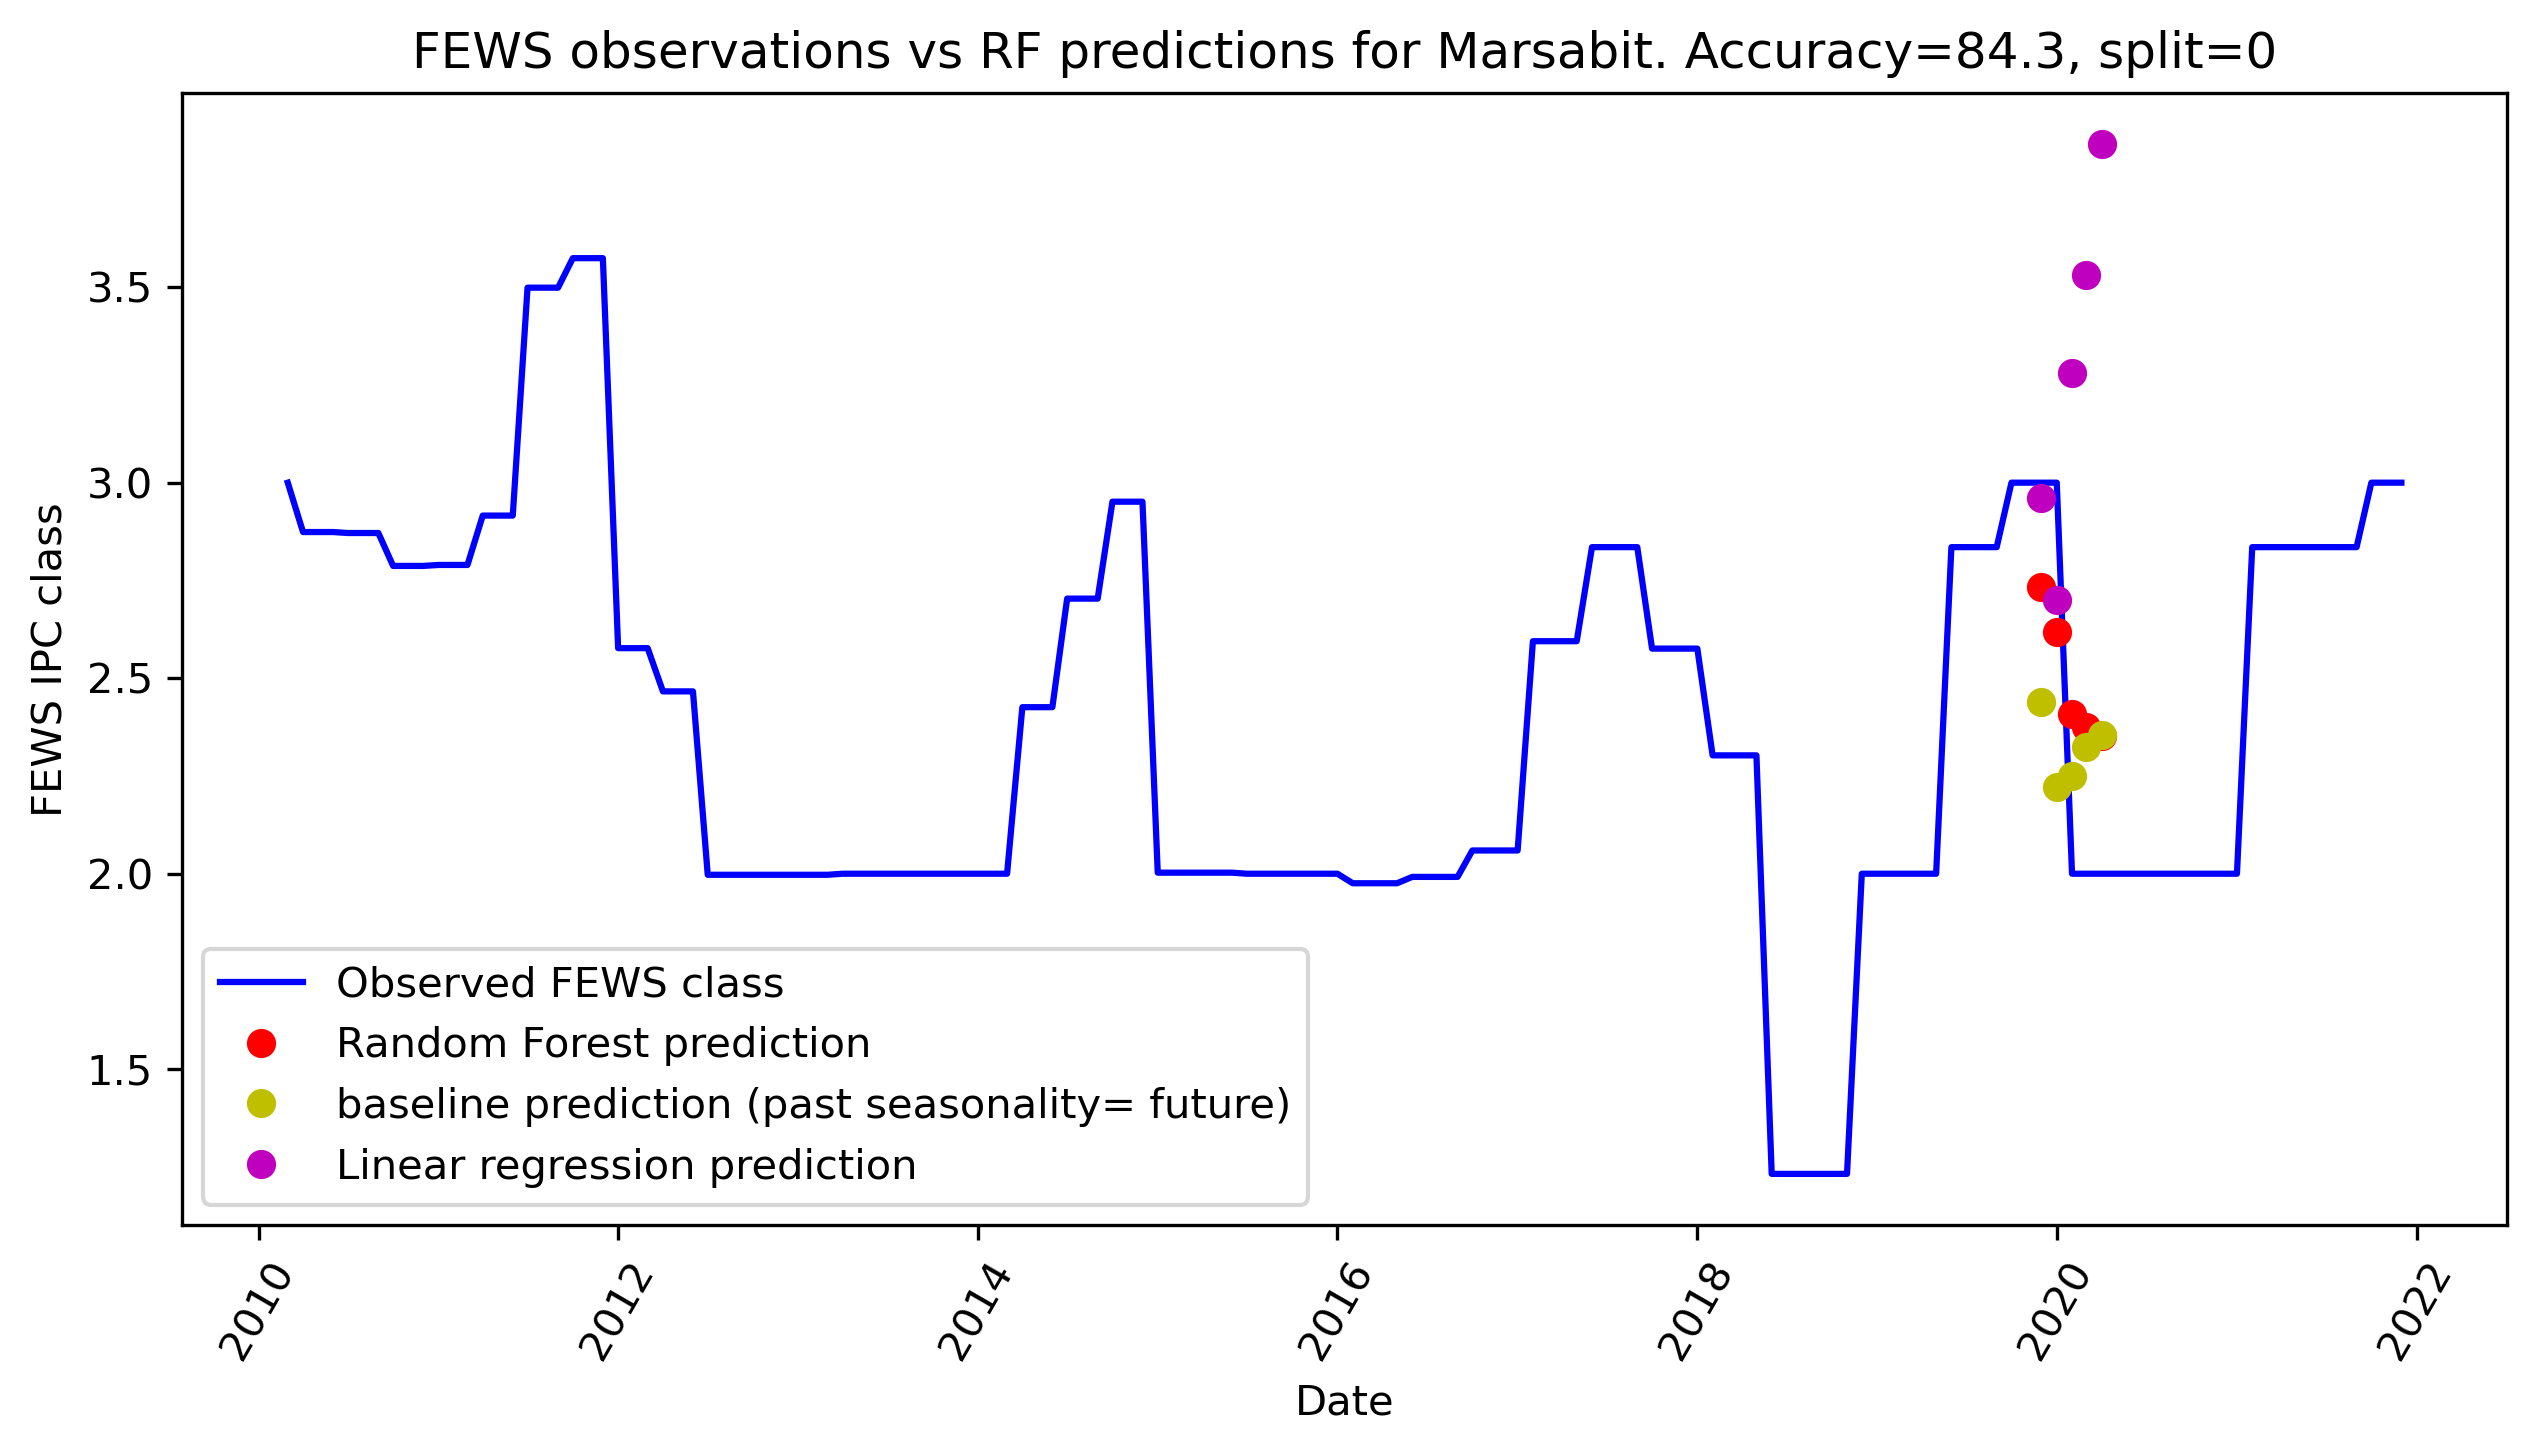 FEWS observations vs RF predictions for Marsabit. Accuracy=84.3, split=0
FEWS IPC class
3.5
3.0
2.5
2.0
1.5
Observed FEWS class
Random Forest prediction
baseline prediction (past seasonality= future)
Linear regression prediction
2010
2012
2014
2016
2018
2020
2022
Date